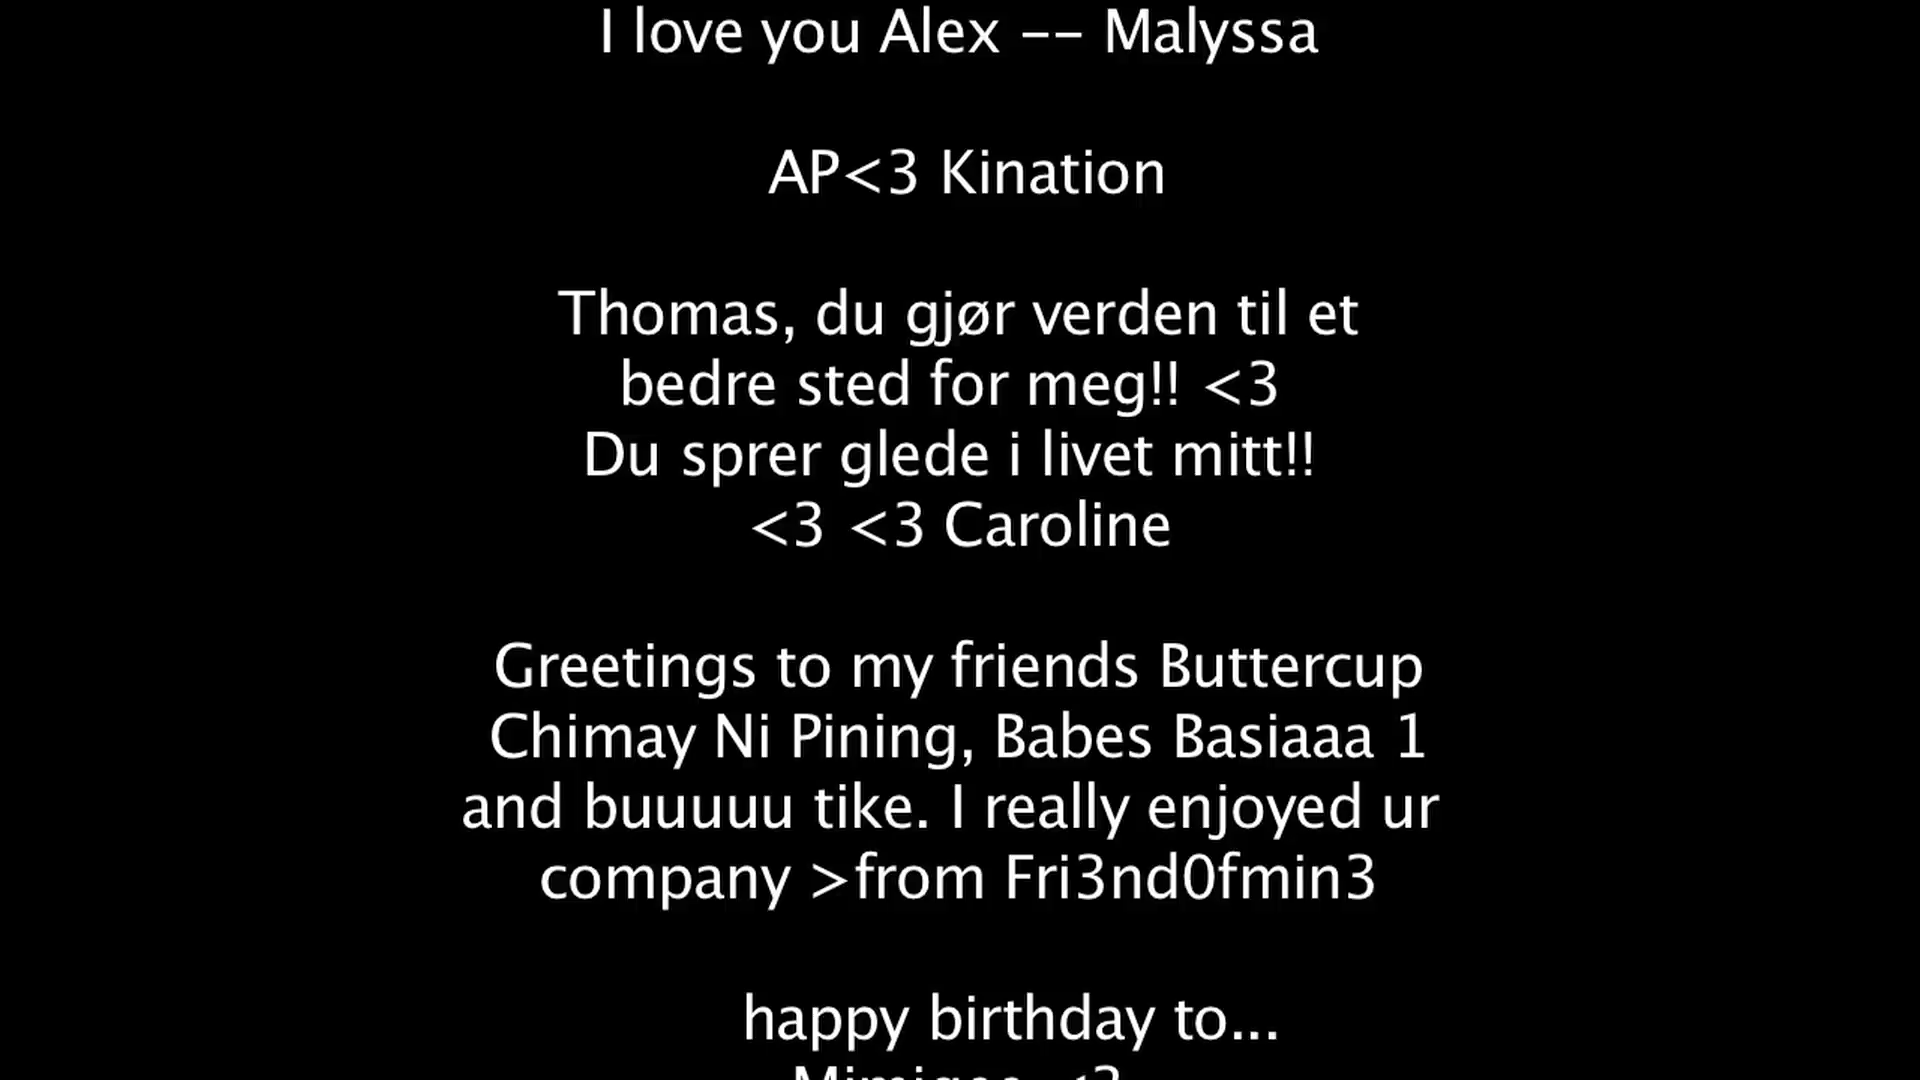 I love you Alex -- Malyssa
AP<3 Kination
Thomas, du gjør verden til et
bedre sted for meg!! <3
Du sprer glede i livet mitt!!
<3 <3 Caroline
Greetings to my friends Buttercup
Chimay Ni Pining, Babes Basiaaa 1
and buuuuu tike. I really enjoyed ur
company >from Fri3nd0fmin3
happy birthday to...